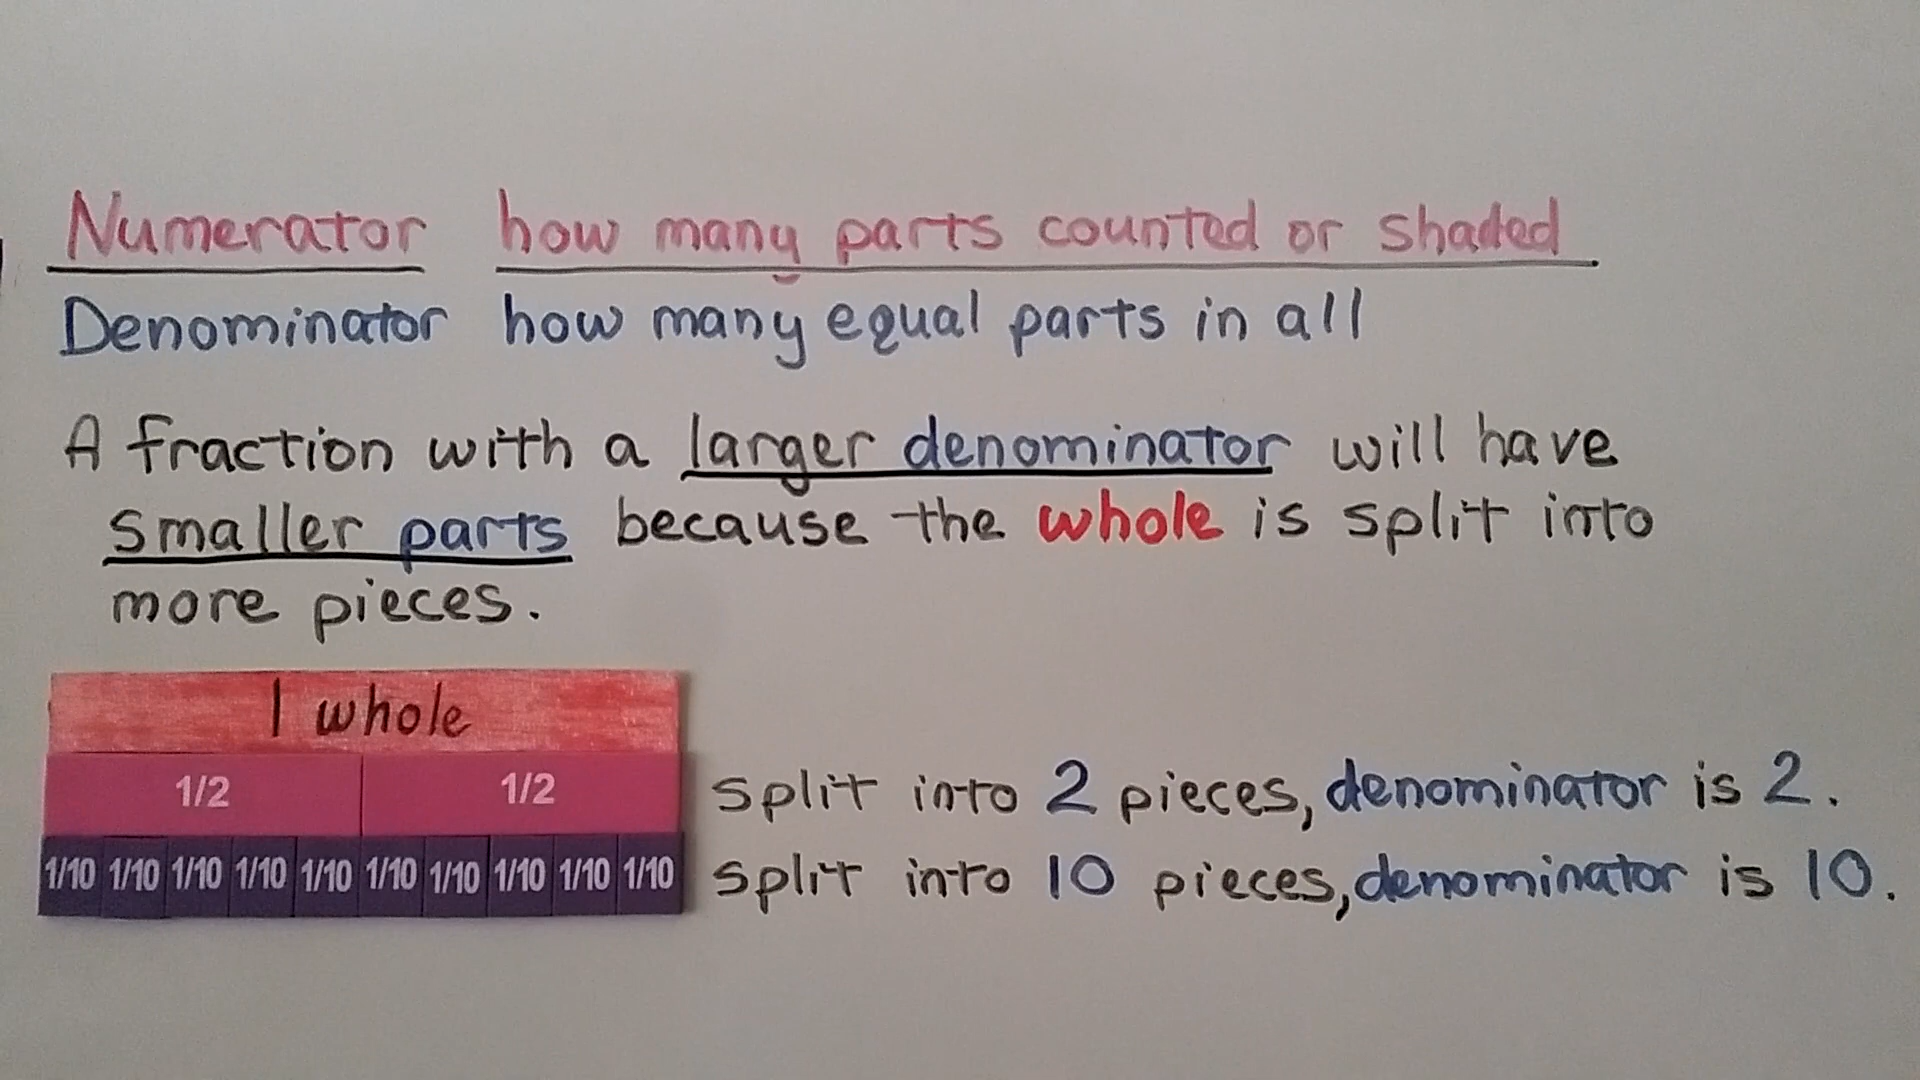 Numerator how many parts counted or shaded
Denominator how many equal parts in all
A fraction with a larger denominator will have
smaller parts because the whole is split into
more pieces.
1 whole
1/2 1/2 split into 2 pieces, denominator is 2.
1/10 1/10 1/10 1/10 1/10 1/10 1/10 1/10 1/10 1/10 split into 10 pieces, denominator is 10.